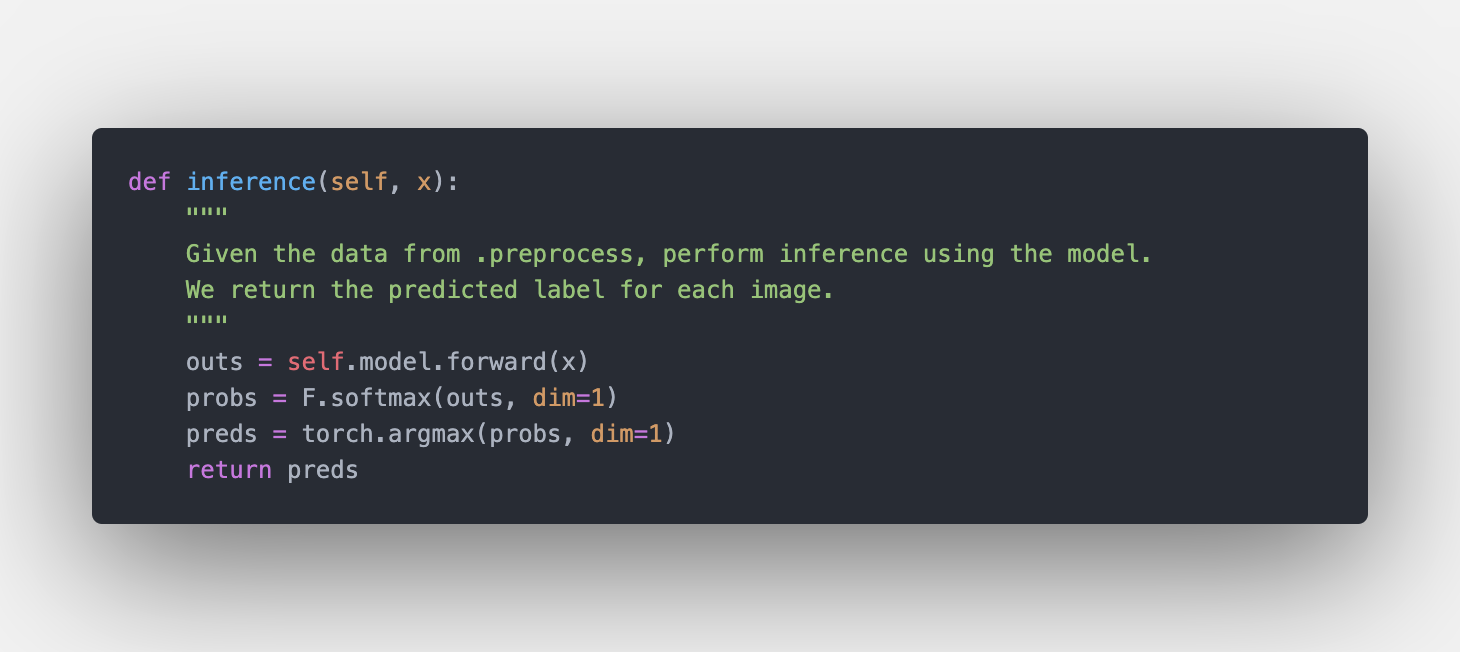 def inference(self, x):
    """
    Given the data from .preprocess, perform inference using the model.
    We return the predicted label for each image.
    """
    outs = self.model.forward(x)
    probs = F.softmax(outs, dim=1)
    preds = torch.argmax(probs, dim=1)
    return preds